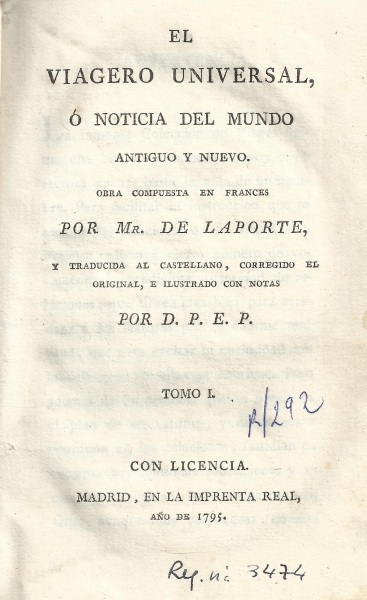 EL
VIAGERO UNIVERSAL,
Ó NOTICIA DEL MUNDO
ANTIGUO Y NUEVO.
OBRA COMPUESTA EN FRANCES
POR MR. DE LAPORTE,
Y TRADUCIDA AL CASTELLANO, CORREGIDO EL
ORIGINAL, E ILUSTRADO CON NOTAS
POR D. P. E. P.
TOMO I.
R/292
CON LICENCIA.
MADRID, EN LA IMPRENTA REAL,
AÑO DE 1795.
3474